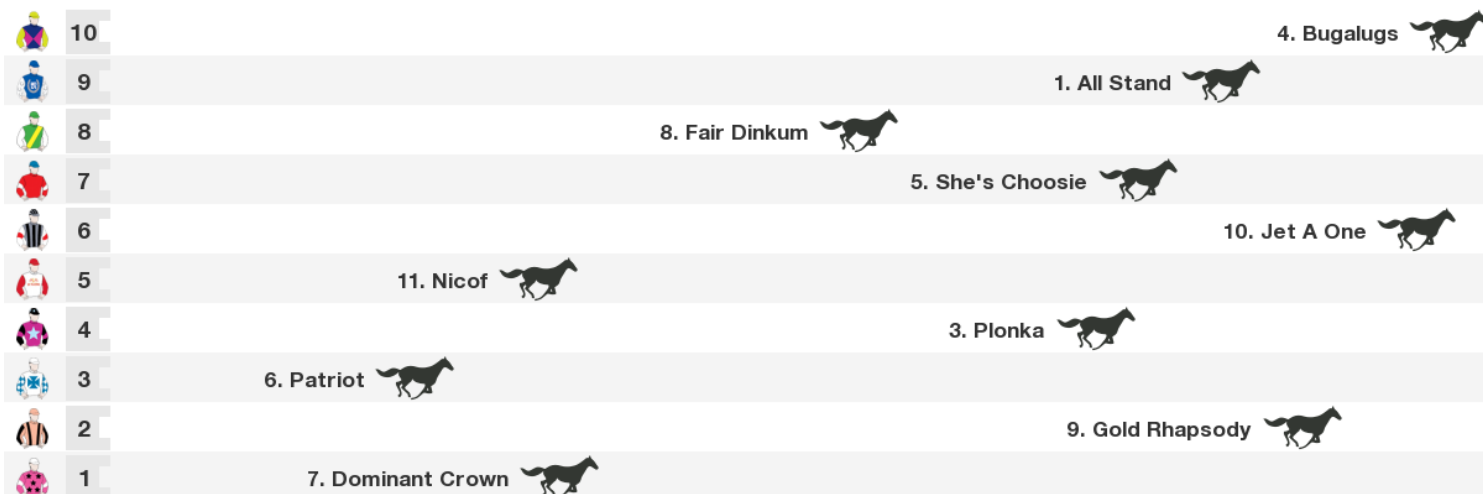 10 4. Bugalugs
9 1. All Stand
8 8. Fair Dinkum
7 5. She's Choosie
6 10. Jet A One
5 11. Nicof
4 3. Plonka
3 6. Patriot
2 9. Gold Rhapsody
1 7. Dominant Crown